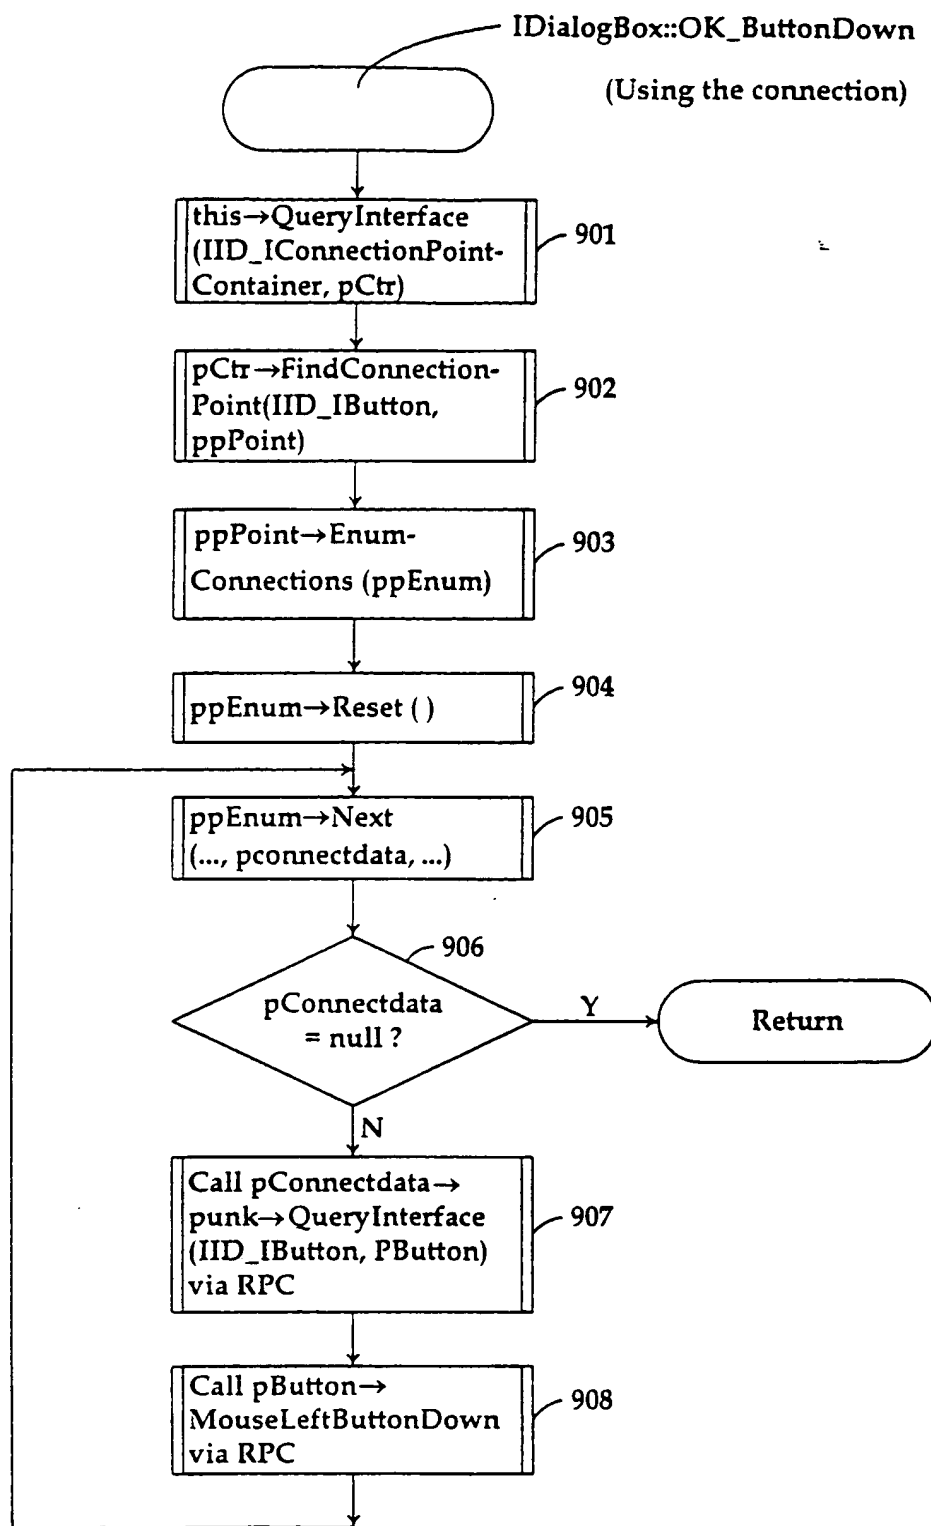 IDialogBox::OK_ButtonDown
(Using the connection)
this→QueryInterface
(IID_IConnectionPoint-
Container, pCtr)
901
pCtr→FindConnection-
Point(IID_IButton,
ppPoint)
902
ppPoint→Enum-
Connections (ppEnum)
903
ppEnum→Reset ( )
904
ppEnum→Next
(..., pconnectdata, ...)
905
906
pConnectdata
= null ?
Y
Return
N
Call pConnectdata→
punk→QueryInterface
(IID_IButton, PButton)
via RPC
907
Call pButton→
MouseLeftButtonDown
via RPC
908